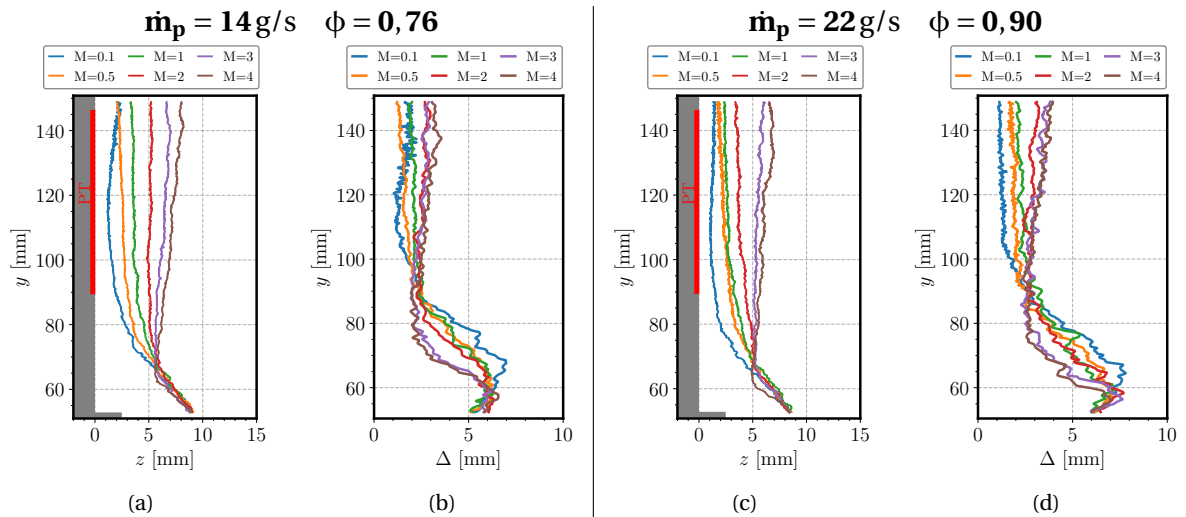 ṁp = 14 g/s ϕ = 0,76
M=0.1 M=1 M=3
M=0.5 M=2 M=4
140
120
100
80
60
y [mm]
PT
0 5 10 15
z [mm]
(a)
M=0.1 M=1 M=3
M=0.5 M=2 M=4
140
120
100
80
60
y [mm]
0 5 10
Δ [mm]
(b)
ṁp = 22 g/s ϕ = 0,90
M=0.1 M=1 M=3
M=0.5 M=2 M=4
140
120
100
80
60
y [mm]
PT
0 5 10 15
z [mm]
(c)
M=0.1 M=1 M=3
M=0.5 M=2 M=4
140
120
100
80
60
y [mm]
0 5 10
Δ [mm]
(d)